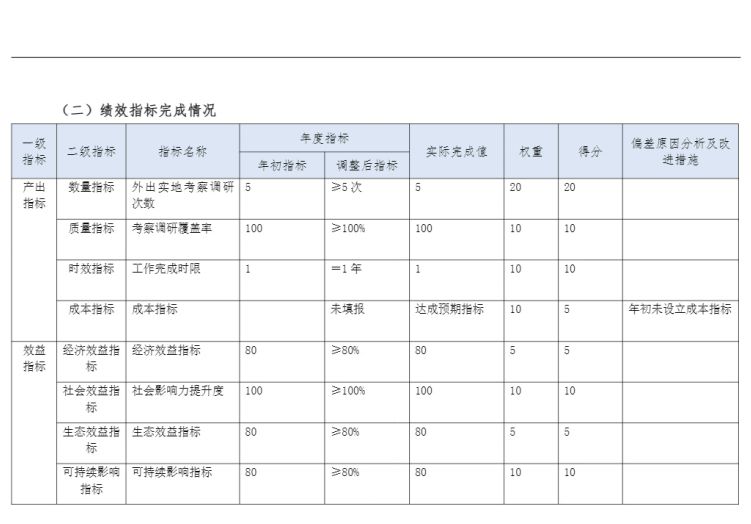 （二）绩效指标完成情况
一级指标 二级指标 指标名称 年度指标 实际完成值 权重 得分 偏差原因分析及改进措施
年初指标 调整后指标
产出指标 数量指标 外出实地考察调研次数 5 ≥5 次 5 20 20
质量指标 考察调研覆盖率 100 ≥100% 100 10 10
时效指标 工作完成时限 1 ＝1 年 1 10 10
成本指标 成本指标 未填报 达成预期指标 10 5 年初未设立成本指标
效益指标 经济效益指标 经济效益指标 80 ≥80% 80 5 5
社会效益指标 社会影响力提升度 100 ≥100% 100 10 10
生态效益指标 生态效益指标 80 ≥80% 80 5 5
可持续影响指标 可持续影响指标 80 ≥80% 80 10 10